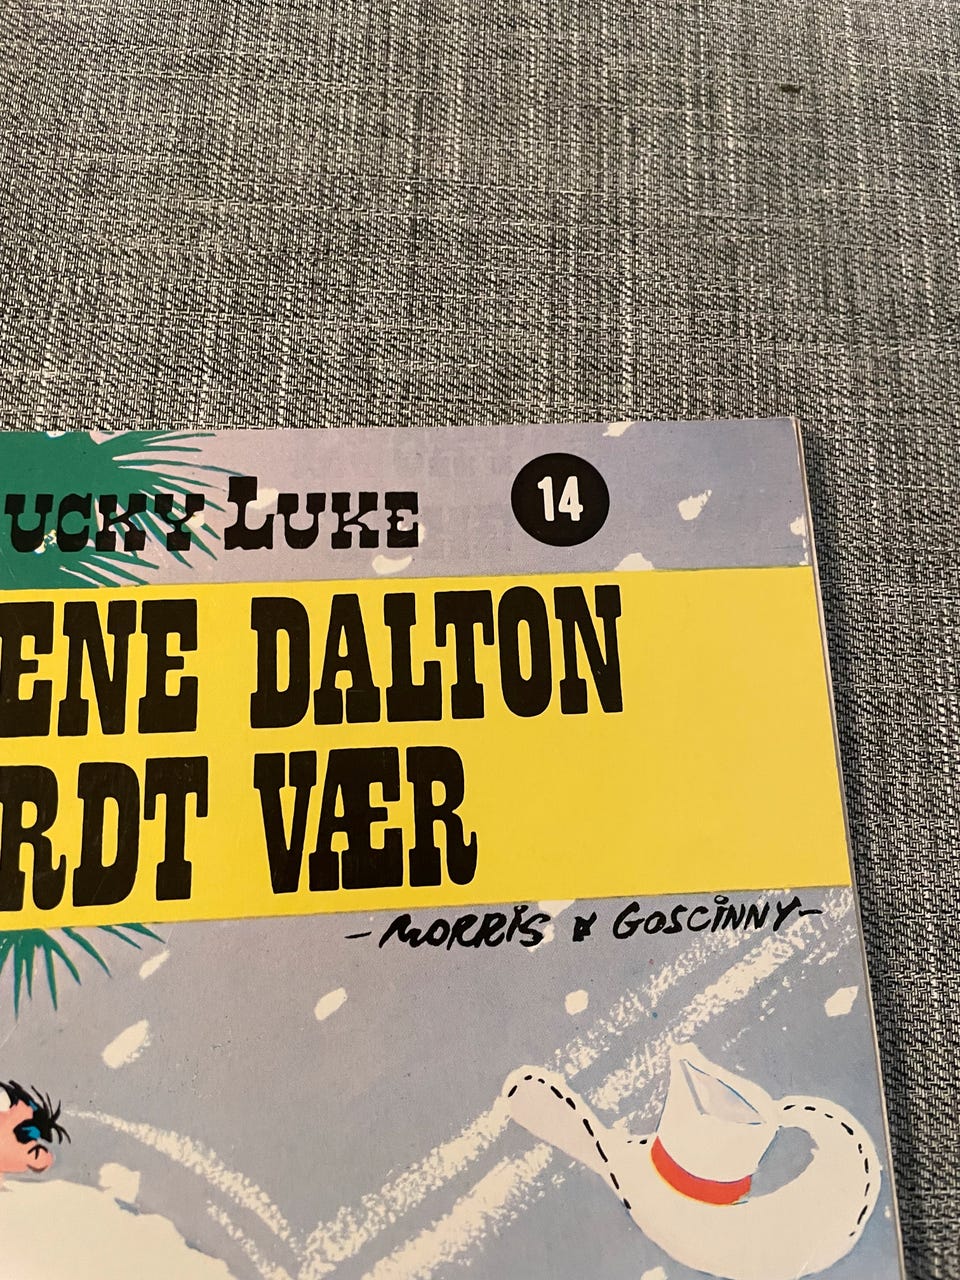 UCKY LUKE 14
ENE DALTON
RDT VÆR
- MORRIS & GOSCINNY -